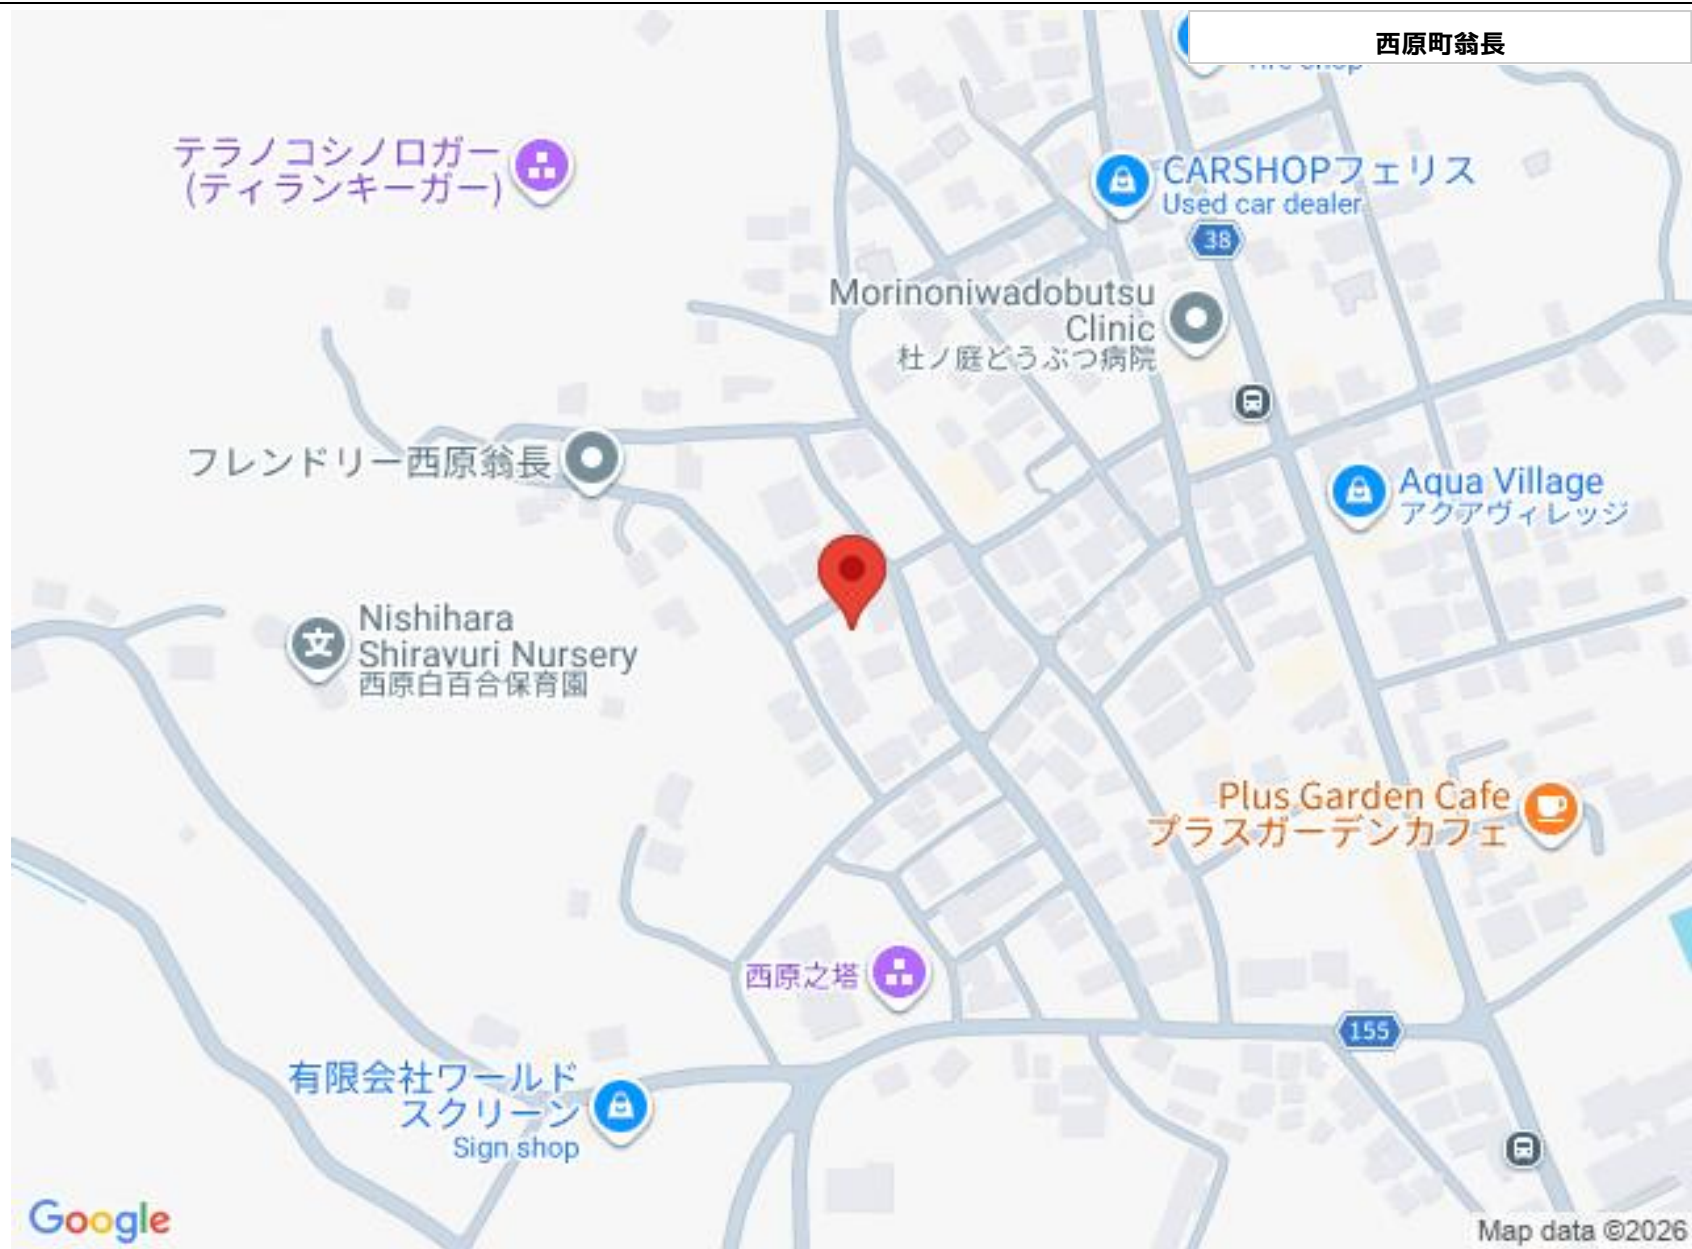 西原町翁長
テラノコシノロガー
(ティランキーガー)
CARSHOPフェリス
Used car dealer
38
Morinoniwadobutsu
Clinic
杜ノ庭どうぶつ病院
フレンドリー西原翁長
Aqua Village
アクアヴィレッジ
Nishihara
Shirayuri Nursery
西原白百合保育園
Plus Garden Cafe
プラスガーデンカフェ
西原之塔
155
有限会社ワールド
スクリーン
Sign shop
Google
Map data ©2026